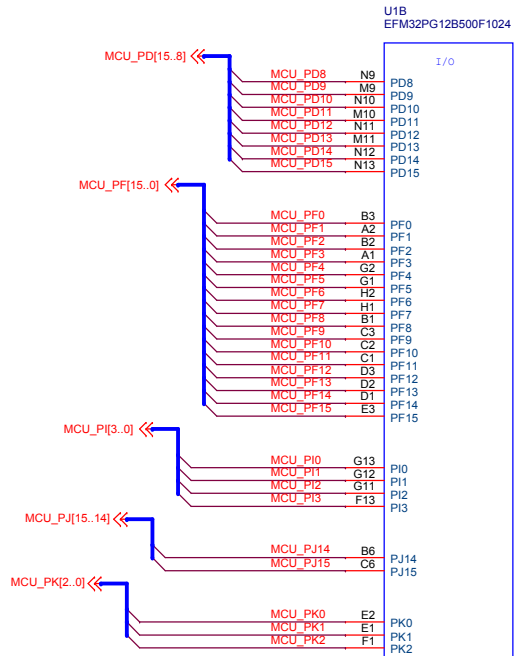 U1B
EFM32PG12B500F1024
I/O
MCU_PD[15..8]
MCU_PD8 N9 PD8
MCU_PD9 M9 PD9
MCU_PD10 N10 PD10
MCU_PD11 M10 PD11
MCU_PD12 N11 PD12
MCU_PD13 M11 PD13
MCU_PD14 N12 PD14
MCU_PD15 N13 PD15
MCU_PF[15..0]
MCU_PF0 B3 PF0
MCU_PF1 A2 PF1
MCU_PF2 B2 PF2
MCU_PF3 A1 PF3
MCU_PF4 G2 PF4
MCU_PF5 G1 PF5
MCU_PF6 H2 PF6
MCU_PF7 H1 PF7
MCU_PF8 B1 PF8
MCU_PF9 C3 PF9
MCU_PF10 C2 PF10
MCU_PF11 C1 PF11
MCU_PF12 D3 PF12
MCU_PF13 D2 PF13
MCU_PF14 D1 PF14
MCU_PF15 E3 PF15
MCU_PI[3..0]
MCU_PI0 G13 PI0
MCU_PI1 G12 PI1
MCU_PI2 G11 PI2
MCU_PI3 F13 PI3
MCU_PJ[15..14]
MCU_PJ14 B6 PJ14
MCU_PJ15 C6 PJ15
MCU_PK[2..0]
MCU_PK0 E2 PK0
MCU_PK1 E1 PK1
MCU_PK2 F1 PK2